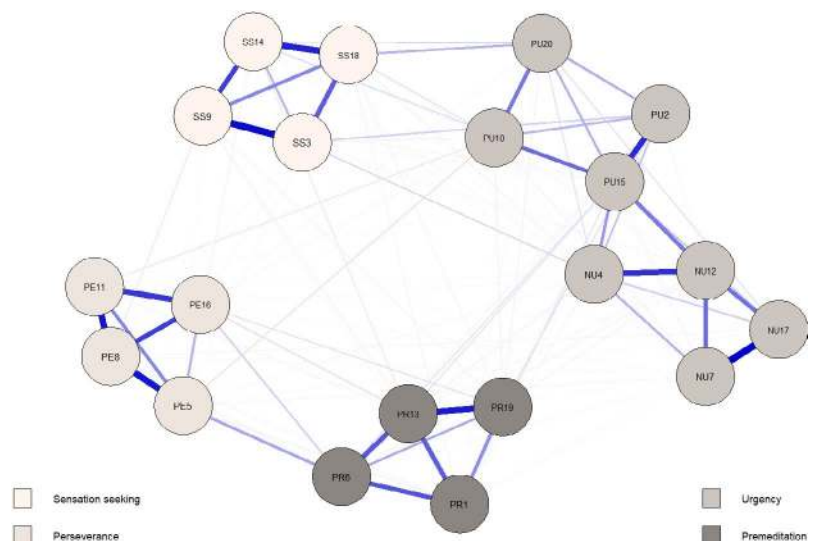 SS14
PU20
SS18
SS9
PU2
SS3
PU10
PU15
NU4
NU12
PE11
PE16
NU17
PE8
NU7
PE5
PR13
PR19
PR6
PR1
Sensation seeking
Urgency
Perseverance
Premeditation